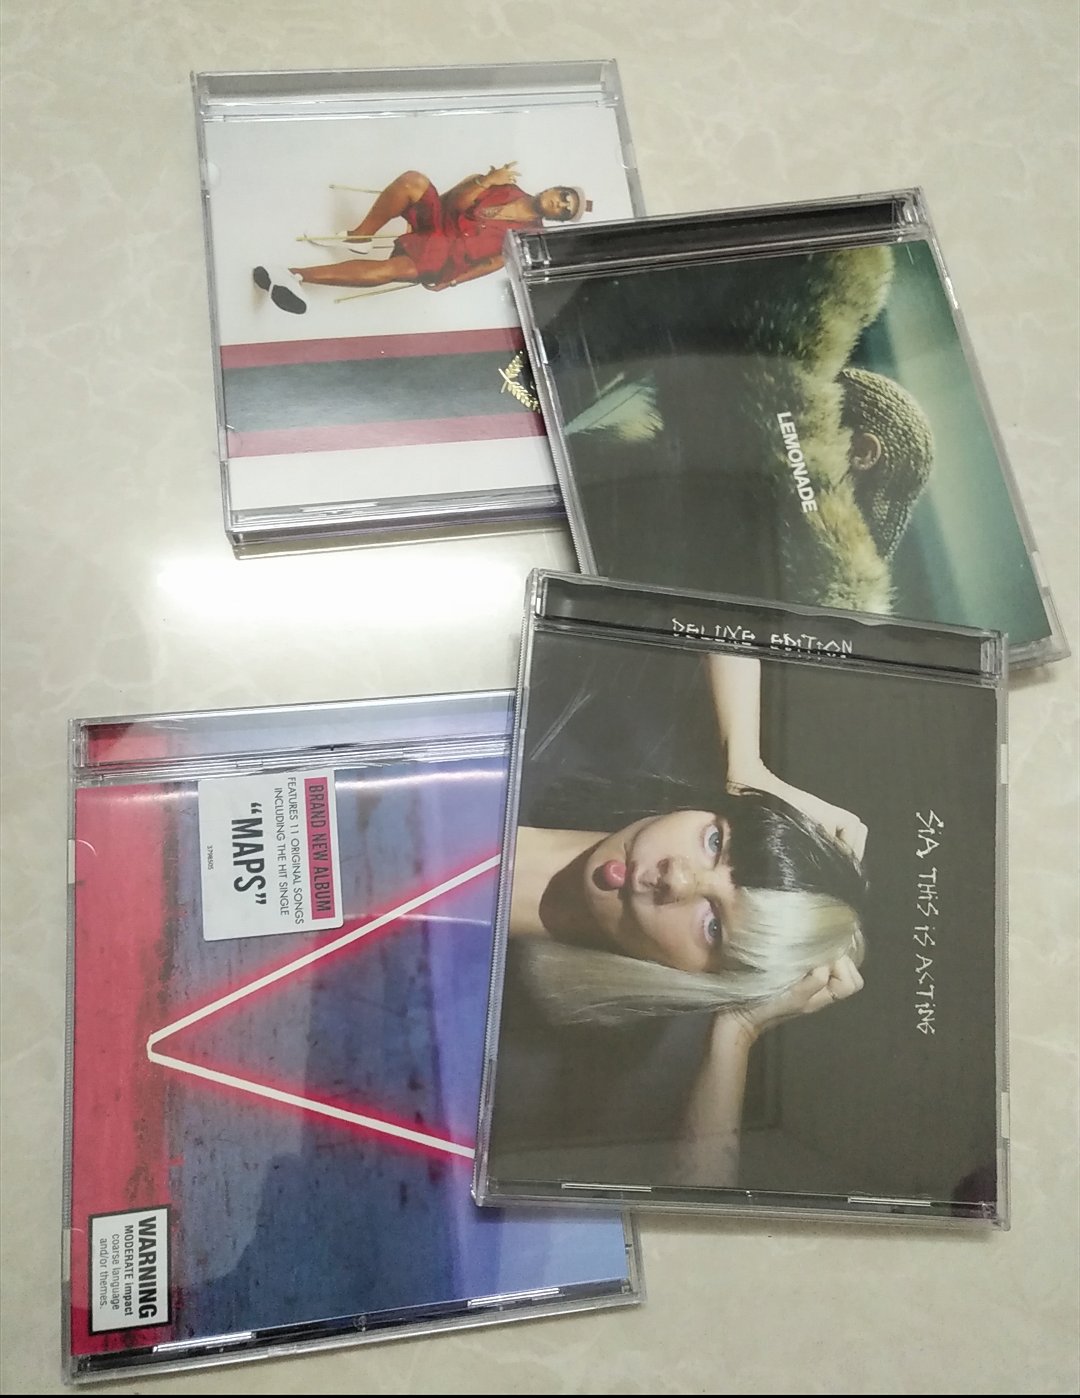 LEMONADE
DELUXE EDITION
SiA THiS iS ACTiNG
BRAND NEW ALBUM
FEATURES 11 ORIGINAL SONGS
INCLUDING THE HIT SINGLE
“MAPS”
3798505
WARNING
MODERATE impact
coarse language
and/or themes.